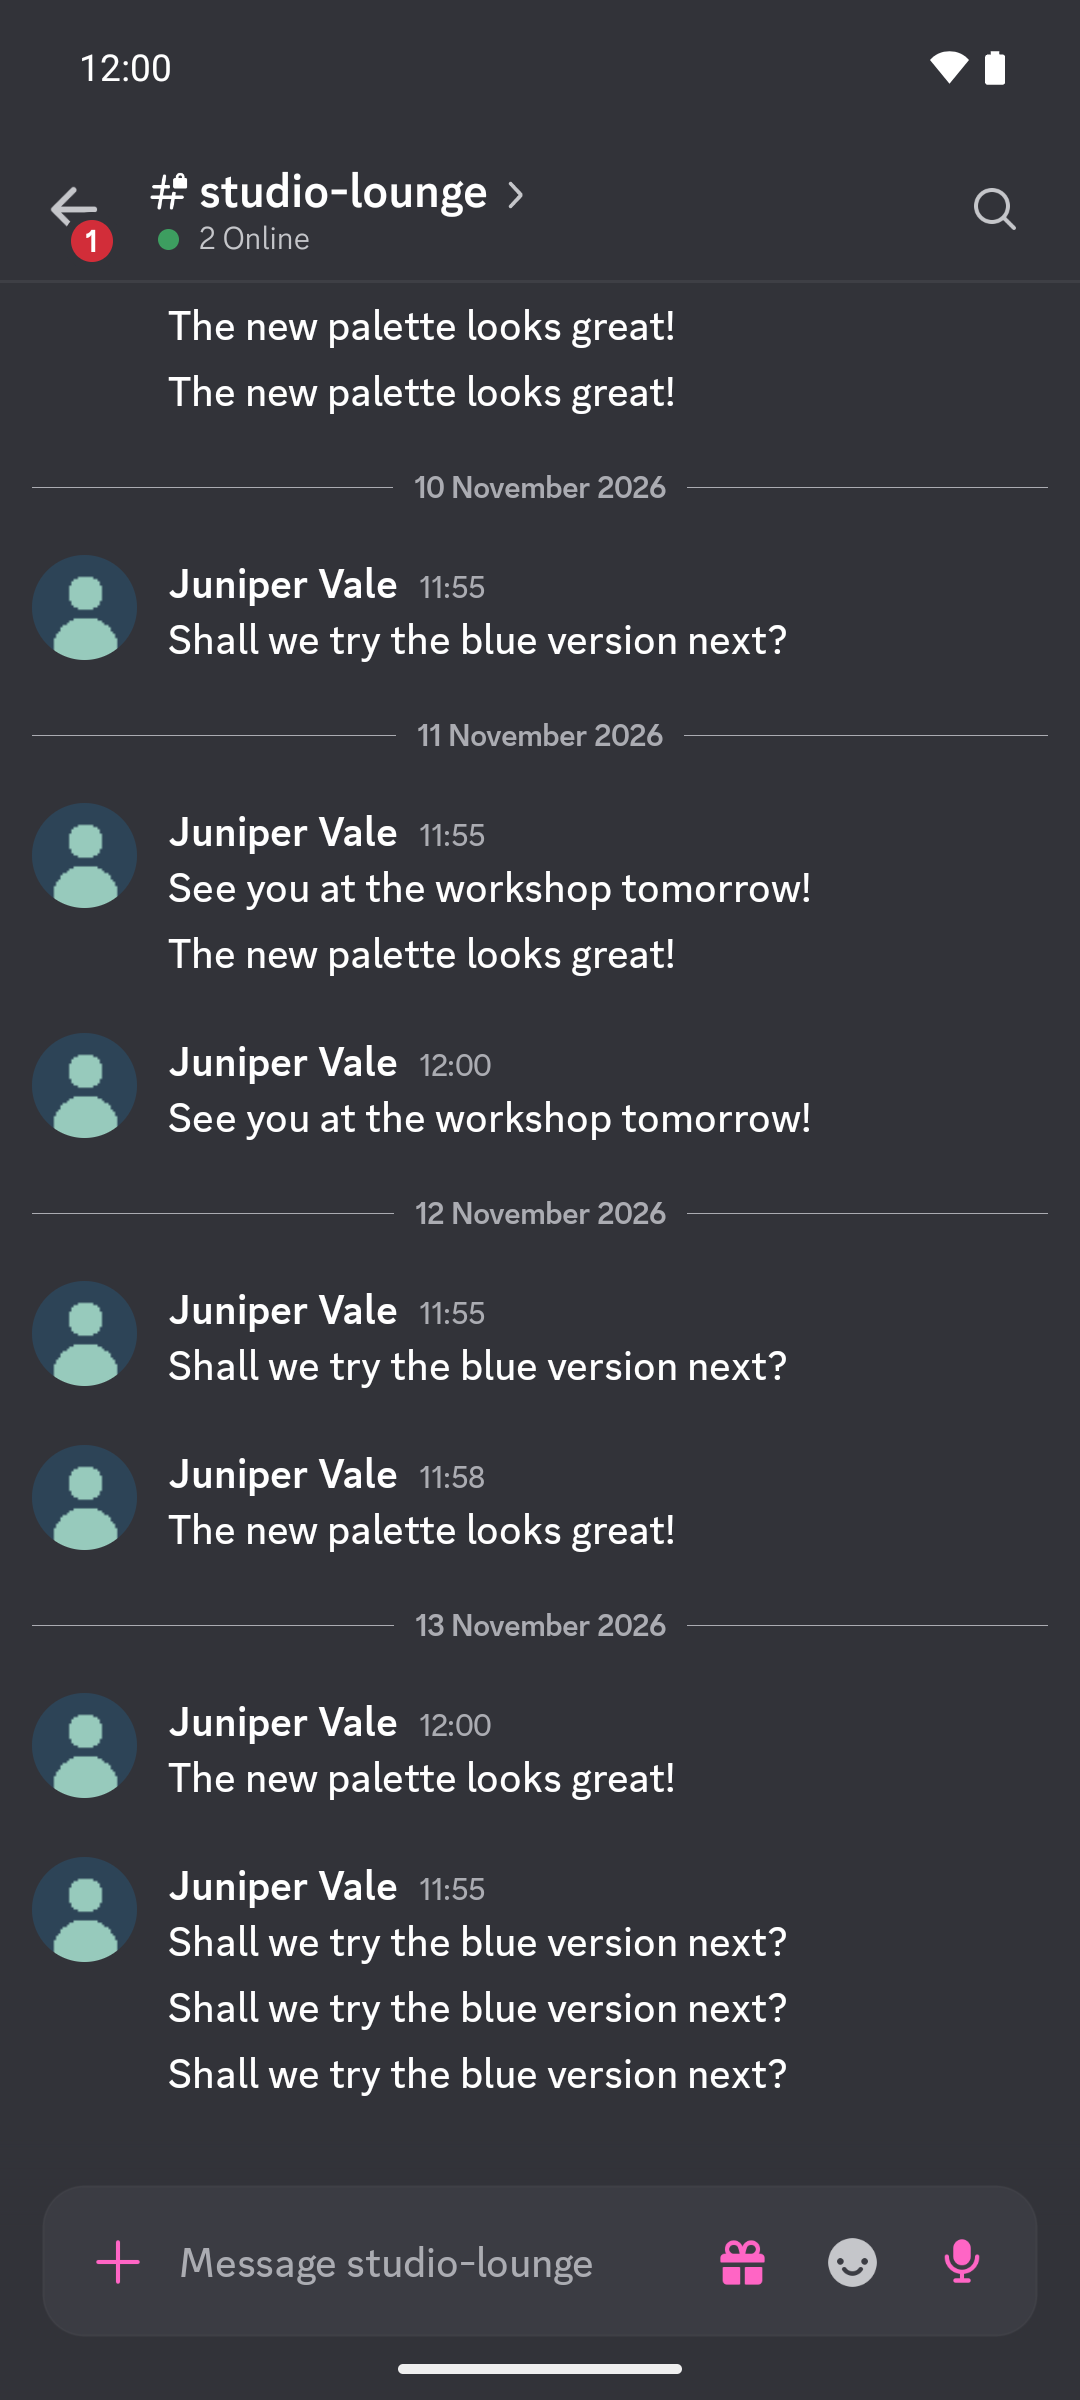 12:00
studio-lounge
1
2 Online
The new palette looks great!
The new palette looks great!
10 November 2026
Juniper Vale 11:55
Shall we try the blue version next?
11 November 2026
Juniper Vale 11:55
See you at the workshop tomorrow!
The new palette looks great!
Juniper Vale 12:00
See you at the workshop tomorrow!
12 November 2026
Juniper Vale 11:55
Shall we try the blue version next?
Juniper Vale 11:58
The new palette looks great!
13 November 2026
Juniper Vale 12:00
The new palette looks great!
Juniper Vale 11:55
Shall we try the blue version next?
Shall we try the blue version next?
Shall we try the blue version next?
Message studio-lounge